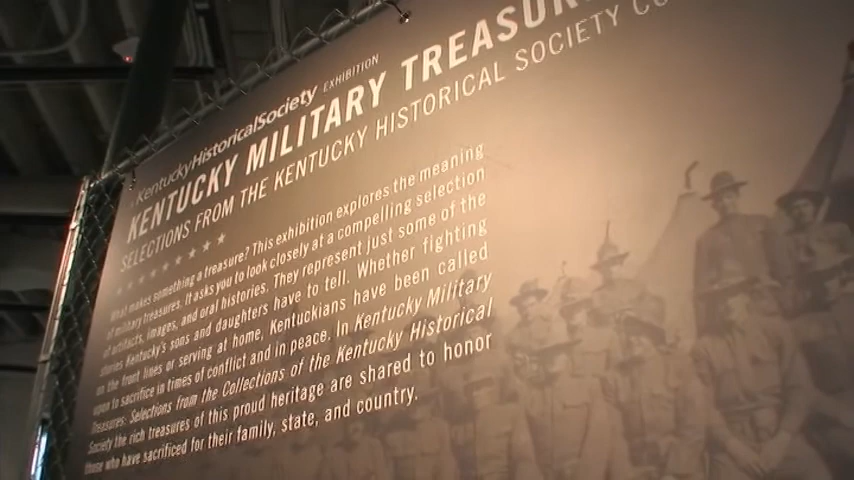 KentuckyHistoricalSociety EXHIBITION
KENTUCKY MILITARY TREASUR
SELECTIONS FROM THE KENTUCKY HISTORICAL SOCIETY CO
What makes something a treasure? This exhibition explores the meaning
of military treasures. It asks you to look closely at a compelling selection
of artifacts, images, and oral histories. They represent just some of the
stories Kentucky's sons and daughters have to tell. Whether fighting
on the front lines or serving at home, Kentuckians have been called
upon to sacrifice in times of conflict and in peace. In Kentucky Military
Treasures: Selections from the Collections of the Kentucky Historical
Society the rich treasures of this proud heritage are shared to honor
those who have sacrificed for their family, state, and country.